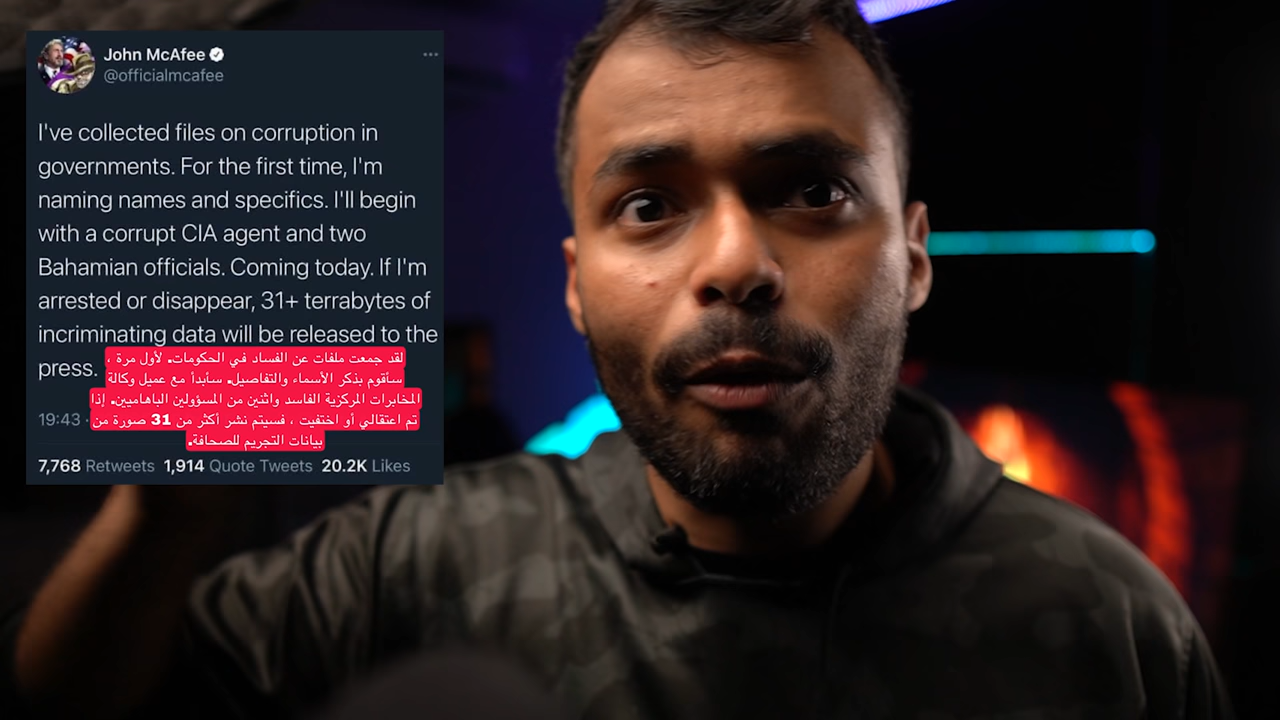 John McAfee
@officialmcafee
I've collected files on corruption in
governments. For the first time, I'm
naming names and specifics. I'll begin
with a corrupt CIA agent and two
Bahamian officials. Coming today. If I'm
arrested or disappear, 31+ terrabytes of
incriminating data will be released to the
press.
لقد جمعت ملفات عن الفساد في الحكومات. لأول مرة ،
سأقوم بذكر الأسماء والتفاصيل. سأبدأ مع عميل وكالة
المخابرات المركزية الفاسد واثنين من المسؤولين الباهاميين. إذا
تم اعتقالي أو اختفيت ، فسيتم نشر أكثر من 31 صورة من
بيانات التجريم للصحافة.
19:43 ·
7,768 Retweets 1,914 Quote Tweets 20.2K Likes